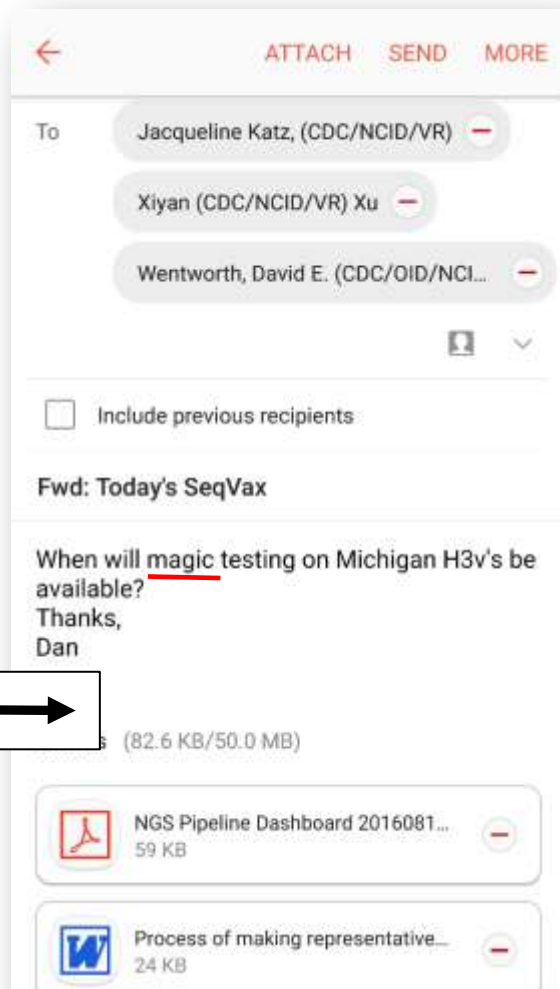 ATTACH SEND MORE
To Jacqueline Katz, (CDC/NCID/VR)
Xiyan (CDC/NCID/VR) Xu
Wentworth, David E. (CDC/OID/NCI...
Include previous recipients
Fwd: Today's SeqVax
When will magic testing on Michigan H3v's be
available?
Thanks,
Dan
s (82.6 KB/50.0 MB)
NGS Pipeline Dashboard 2016081...
59 KB
Process of making representative...
24 KB